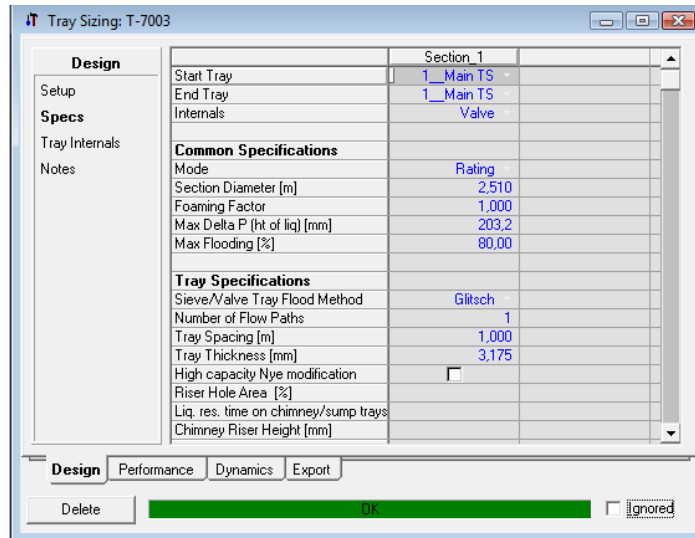 Tray Sizing: T-7003
Design
Setup
Specs
Tray Internals
Notes
Section_1
Start Tray 1__Main TS
End Tray 1__Main TS
Internals Valve
Common Specifications
Mode Rating
Section Diameter [m] 2,510
Foaming Factor 1,000
Max Delta P (ht of liq) [mm] 203,2
Max Flooding [%] 80,00
Tray Specifications
Sieve/Valve Tray Flood Method Glitsch
Number of Flow Paths 1
Tray Spacing [m] 1,000
Tray Thickness [mm] 3,175
High capacity Nye modification
Riser Hole Area [%]
Liq. res. time on chimney/sump trays
Chimney Riser Height [mm]
Design Performance Dynamics Export
Delete OK Ignored